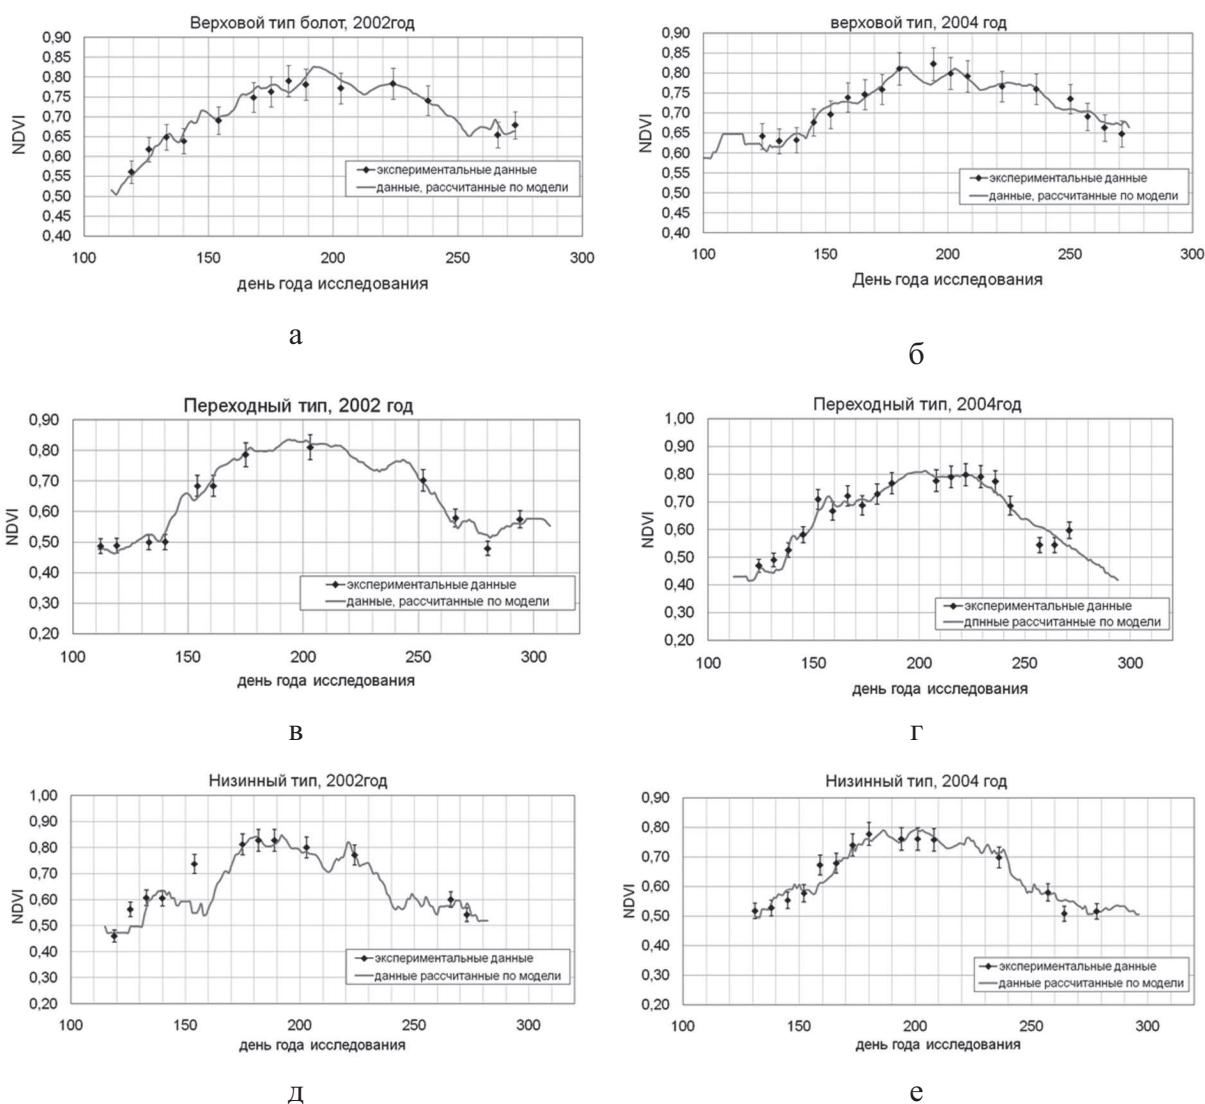 Верховой тип болот, 2002год
0,90
0,85
0,80
0,75
0,70
0,65
0,60
0,55
0,50
0,45
0,40
NDVI
экспериментальные данные
данные, рассчитанные по модели
100 150 200 250 300
день года исследования
а
верховой тип, 2004 год
0,90
0,85
0,80
0,75
0,70
0,65
0,60
0,55
0,50
0,45
0,40
NDVI
экспериментальные данные
данные, рассчитанные по модели
100 150 200 250 300
День года исследования
б
Переходный тип, 2002 год
0,90
0,80
0,70
0,60
0,50
0,40
0,30
0,20
NDVI
экспериментальные данные
данные, рассчитанные по модели
100 150 200 250 300
день года исследования
в
Переходный тип, 2004год
1,00
0,90
0,80
0,70
0,60
0,50
0,40
0,30
0,20
NDVI
экспериментальные данные
дпнные рассчитанные по модели
100 150 200 250 300
день года исследования
г
Низинный тип, 2002год
1,00
0,90
0,80
0,70
0,60
0,50
0,40
0,30
0,20
NDVI
экспериментальные данные
данные рассчитанные по модели
100 150 200 250 300
день года исследования
д
Низинный тип, 2004 год
0,90
0,80
0,70
0,60
0,50
0,40
0,30
0,20
NDVI
экспериментальные данные
данные рассчитанные по модели
100 150 200 250 300
день года исследования
е